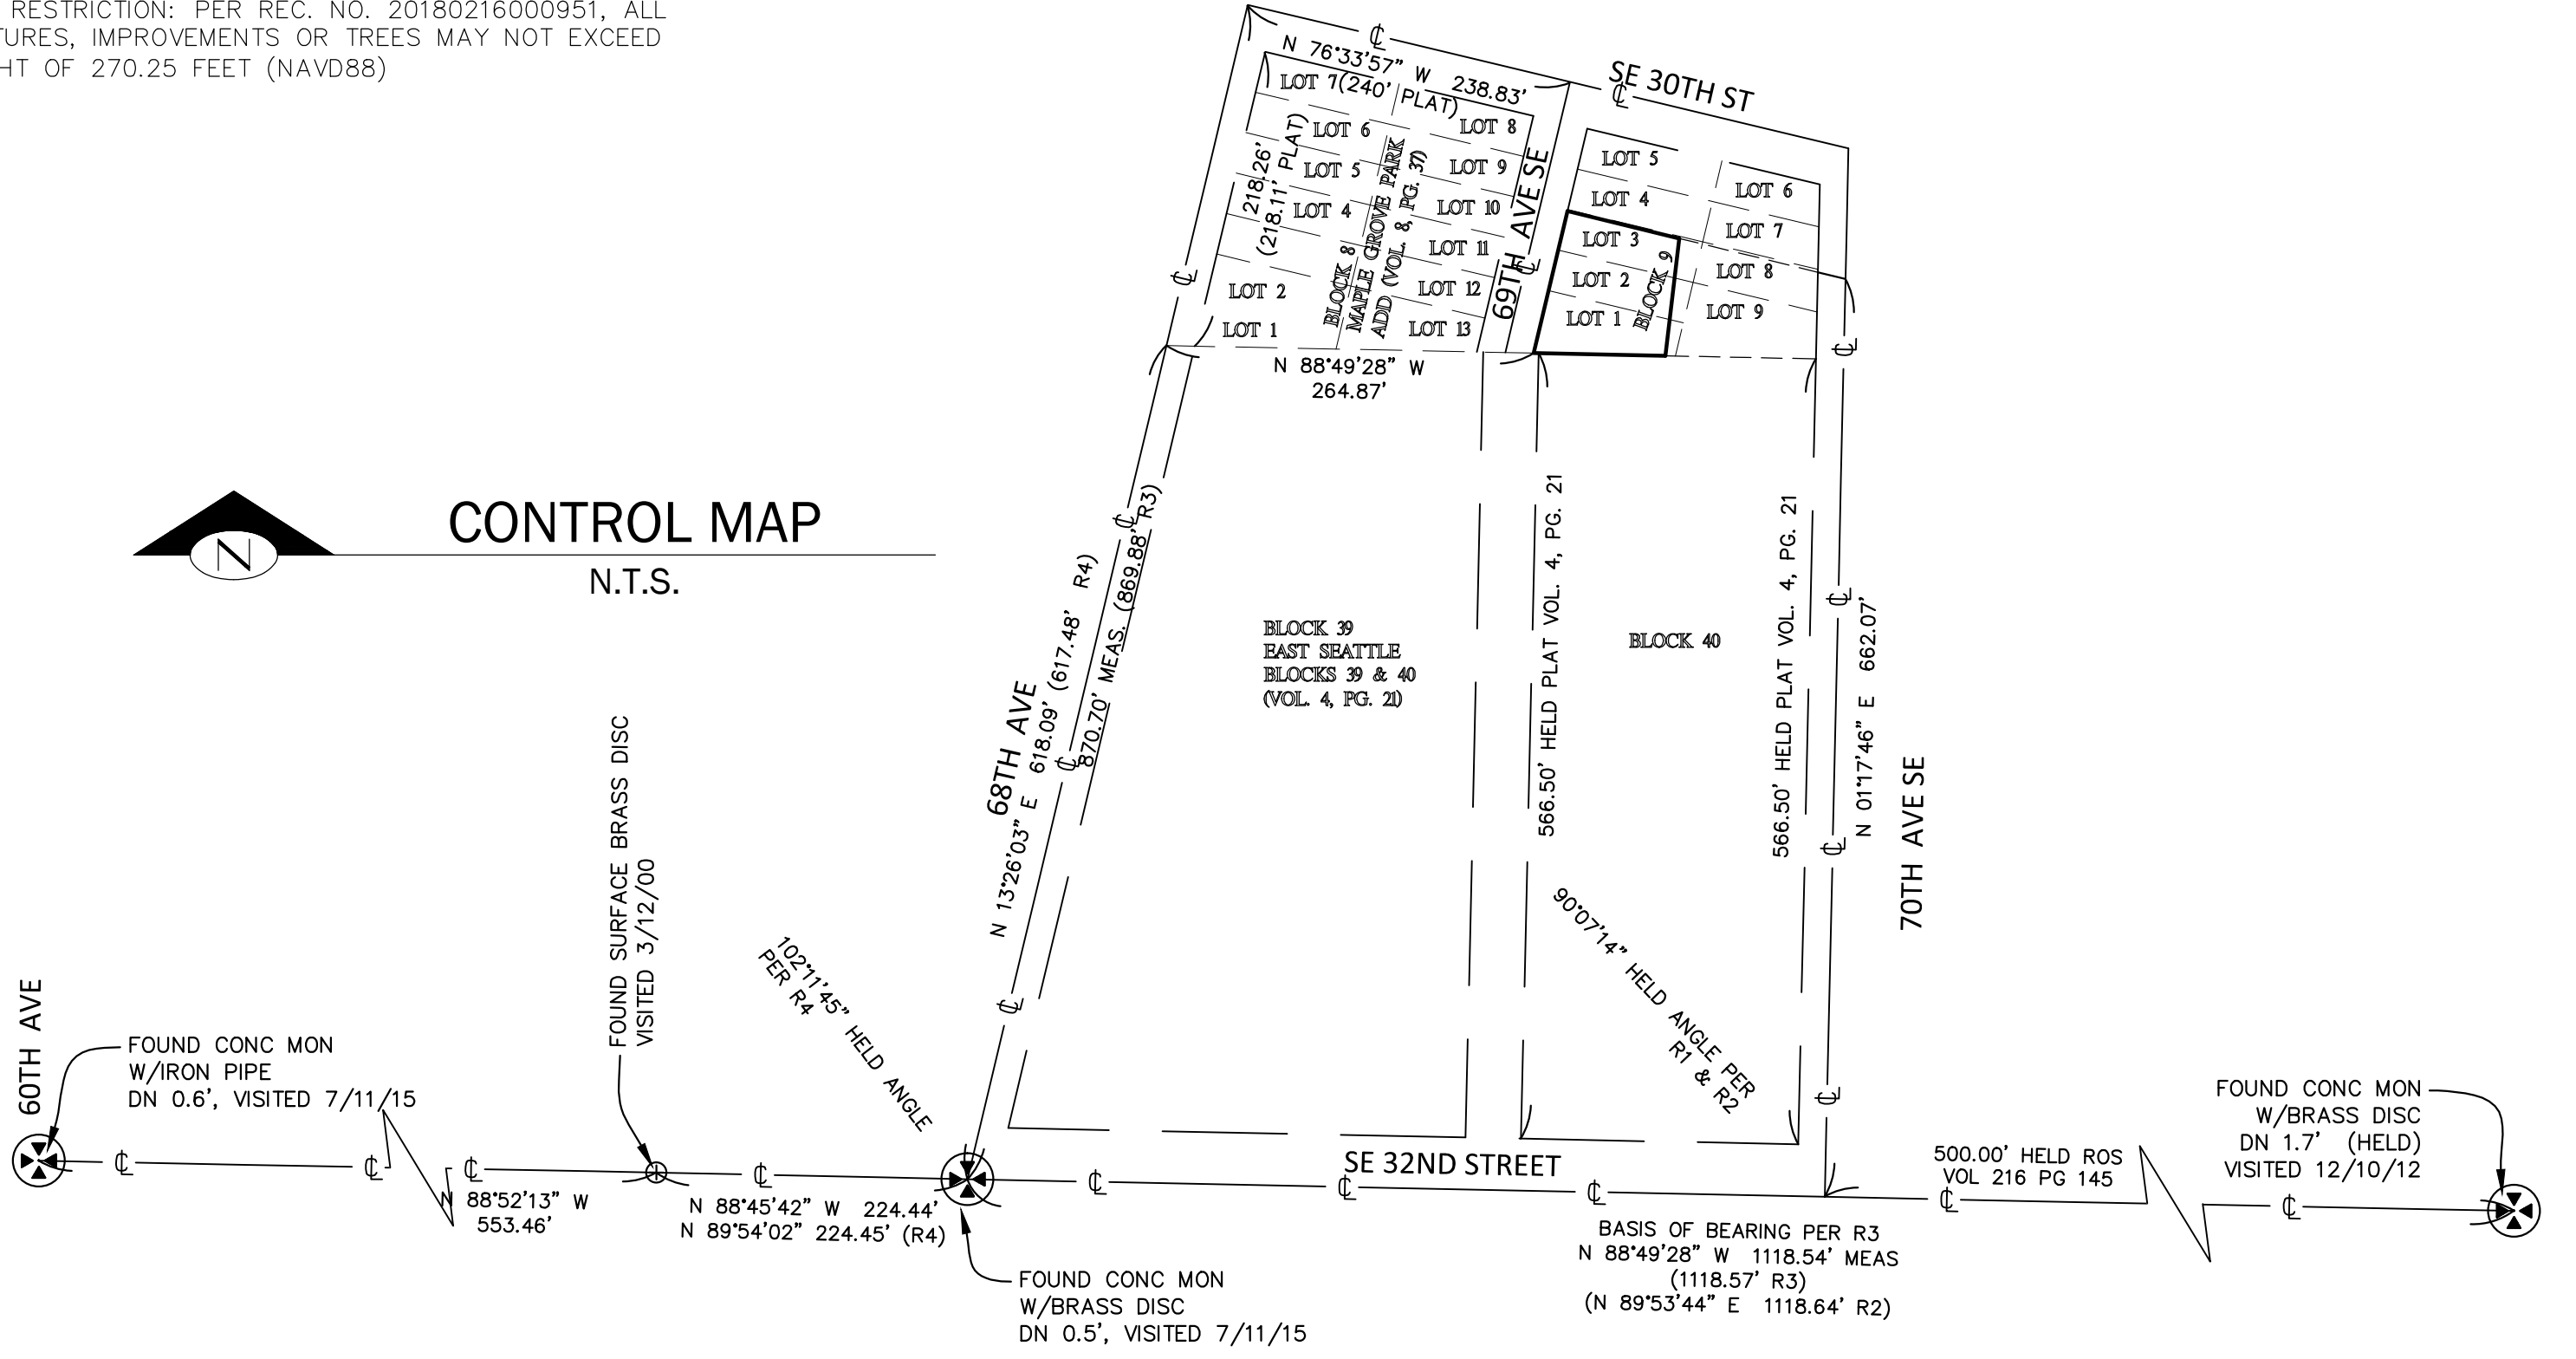 RESTRICTION: PER REC. NO. 20180216000951, ALL
TURES, IMPROVEMENTS OR TREES MAY NOT EXCEED
HT OF 270.25 FEET (NAVD88)
N 76°33'57" W 238.83'
(240' PLAT)
SE 30TH ST
LOT 7
LOT 6
LOT 5
LOT 4
LOT 2
LOT 1
218.26'
(218.11' PLAT)
BLOCK 8
MAPLE GROVE PARK
ADD (VOL. 8, PG. 37)
LOT 8
LOT 9
LOT 10
LOT 11
LOT 12
LOT 13
69TH AVE SE
LOT 5
LOT 4
LOT 3
LOT 2
LOT 1
BLOCK 9
LOT 6
LOT 7
LOT 8
LOT 9
N 88°49'28" W
264.87'
N
CONTROL MAP
N.T.S.
68TH AVE
N 13°26'03" E 618.09' (617.48' R4)
870.70' MEAS. (869.88' R3)
BLOCK 39
EAST SEATTLE
BLOCKS 39 & 40
(VOL. 4, PG. 21)
566.50' HELD PLAT VOL. 4, PG. 21
BLOCK 40
566.50' HELD PLAT VOL. 4, PG. 21
N 01°17'46" E 662.07'
70TH AVE SE
60TH AVE
FOUND CONC MON
W/IRON PIPE
DN 0.6', VISITED 7/11/15
FOUND SURFACE BRASS DISC
VISITED 3/12/00
102°11'45" HELD ANGLE
PER R4
90°07'14" HELD ANGLE PER
R1 & R2
FOUND CONC MON
W/BRASS DISC
DN 1.7' (HELD)
VISITED 12/10/12
SE 32ND STREET
500.00' HELD ROS
VOL 216 PG 145
N 88°52'13" W
553.46'
N 88°45'42" W 224.44'
N 89°54'02" 224.45' (R4)
BASIS OF BEARING PER R3
N 88°49'28" W 1118.54' MEAS
(1118.57' R3)
(N 89°53'44" E 1118.64' R2)
FOUND CONC MON
W/BRASS DISC
DN 0.5', VISITED 7/11/15